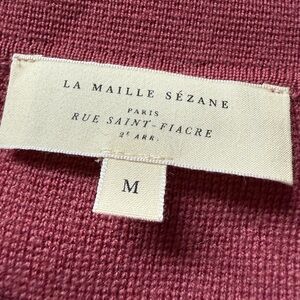 LA MAILLE SÉZANE
PARIS
RUE SAINT-FIACRE
2E ARR.
M